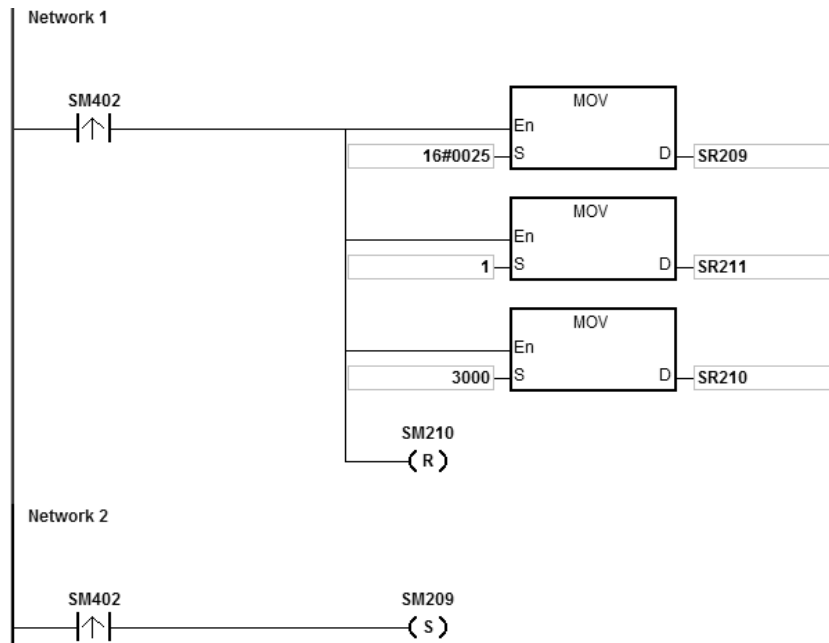 Network 1
SM402
MOV
En
16#0025 S D SR209
MOV
En
1 S D SR211
MOV
En
3000 S D SR210
SM210
R
Network 2
SM402 SM209
S